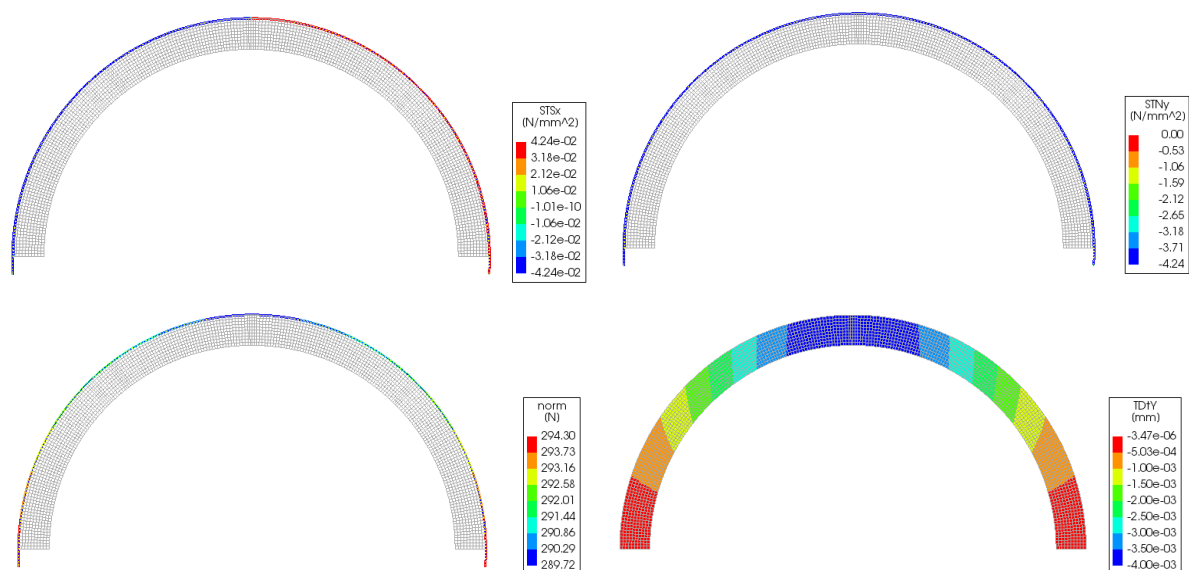 STSx
(N/mm^2)
4.24e-02
3.18e-02
2.12e-02
1.06e-02
-1.01e-10
-1.06e-02
-2.12e-02
-3.18e-02
-4.24e-02
STNy
(N/mm^2)
0.00
-0.53
-1.06
-1.59
-2.12
-2.65
-3.18
-3.71
-4.24
norm
(N)
294.30
293.73
293.16
292.58
292.01
291.44
290.86
290.29
289.72
TDtY
(mm)
-3.47e-06
-5.03e-04
-1.00e-03
-1.50e-03
-2.00e-03
-2.50e-03
-3.00e-03
-3.50e-03
-4.00e-03